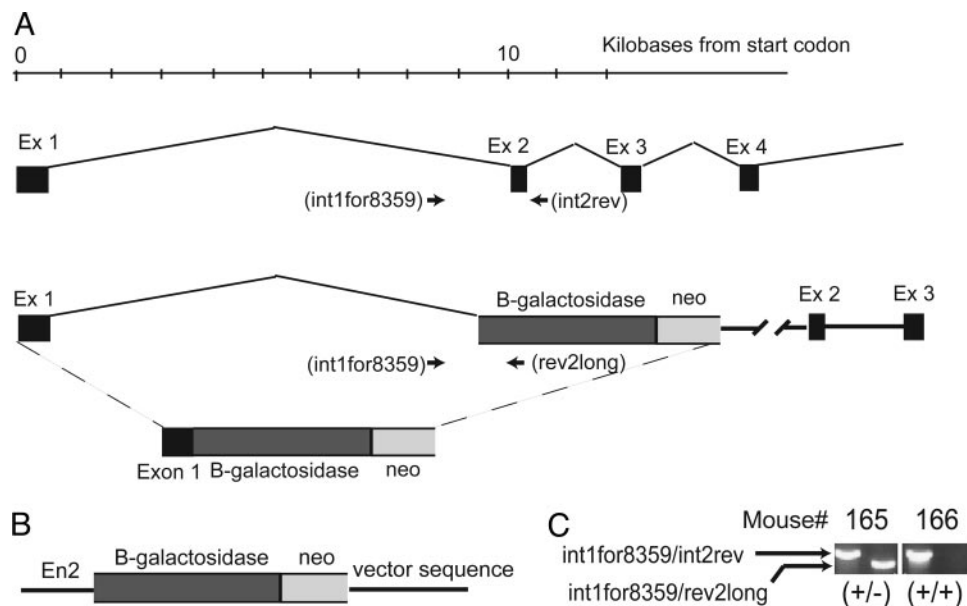 A
0 10 Kilobases from start codon
Ex 1 Ex 2 Ex 3 Ex 4
(int1for8359) (int2rev)
Ex 1 B-galactosidase neo Ex 2 Ex 3
(int1for8359) (rev2long)
Exon 1 B-galactosidase neo
B
En2 B-galactosidase neo vector sequence
C
Mouse# 165 166
int1for8359/int2rev
int1for8359/rev2long
(+/-) (+/+)